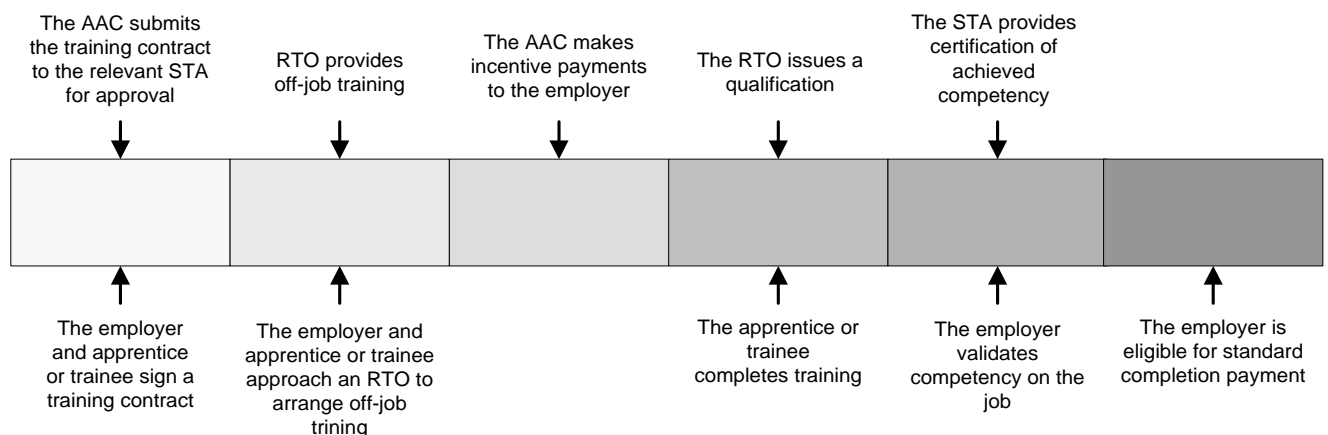 The AAC submits
the training contract
to the relevant STA
for approval
RTO provides
off-job training
The AAC makes
incentive payments
to the employer
The RTO issues a
qualification
The STA provides
certification of
achieved
competency
The employer
and apprentice
or trainee sign a
training contract
The employer and
apprentice or trainee
approach an RTO to
arrange off-job
trining
The apprentice or
trainee
completes training
The employer
validates
competency on the
job
The employer is
eligible for standard
completion payment